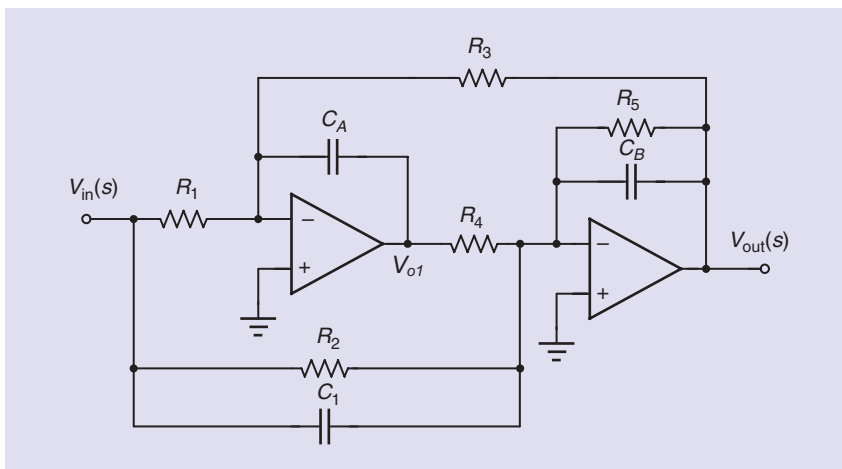 R3
R5
CA
CB
Vin(s)
R1
R4
−
−
Vout(s)
+
Vo1
+
R2
C1